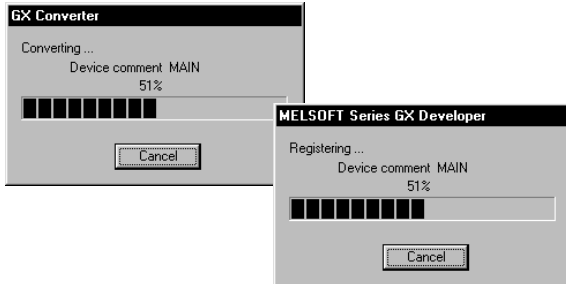 GX Converter
Converting ...
Device comment MAIN
51%
Cancel
MELSOFT Series GX Developer
Registering ...
Device comment MAIN
51%
Cancel